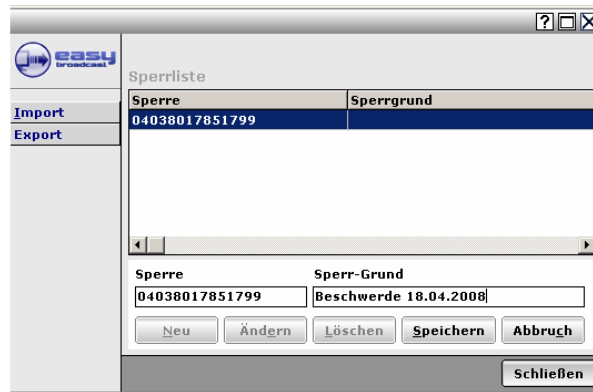 ? X
easy
broadcast
Sperrliste
Import
Export
Sperre Sperrgrund
04038017851799
Sperre Sperr-Grund
04038017851799 Beschwerde 18.04.2008
Neu Ändern Löschen Speichern Abbruch
Schließen